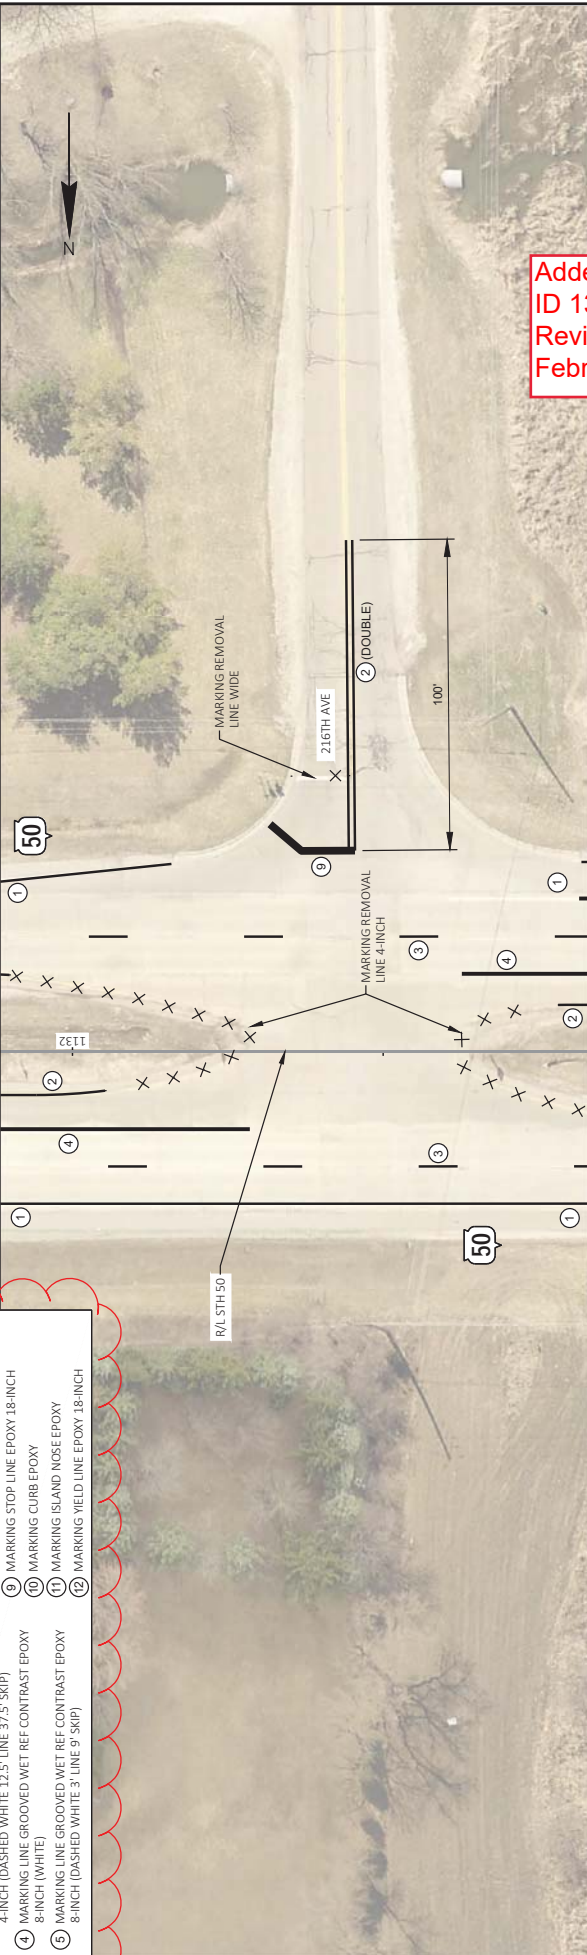 N
Adde
ID 13
Revi
Febr
MARKING REMOVAL
LINE WIDE
216TH AVE
2 (DOUBLE)
100'
50
1
9
MARKING REMOVAL
LINE 4-INCH
3
1
4
2
1132
2
4
3
1
1
50
R/L STH 50
4-INCH (DASHED WHITE 12.5' LINE 37.5' SKIP)
4 MARKING LINE GROOVED WET REF CONTRAST EPOXY
8-INCH (WHITE)
5 MARKING LINE GROOVED WET REF CONTRAST EPOXY
8-INCH (DASHED WHITE 3' LINE 9' SKIP)
9 MARKING STOP LINE EPOXY 18-INCH
10 MARKING CURB EPOXY
11 MARKING ISLAND NOSE EPOXY
12 MARKING YIELD LINE EPOXY 18-INCH